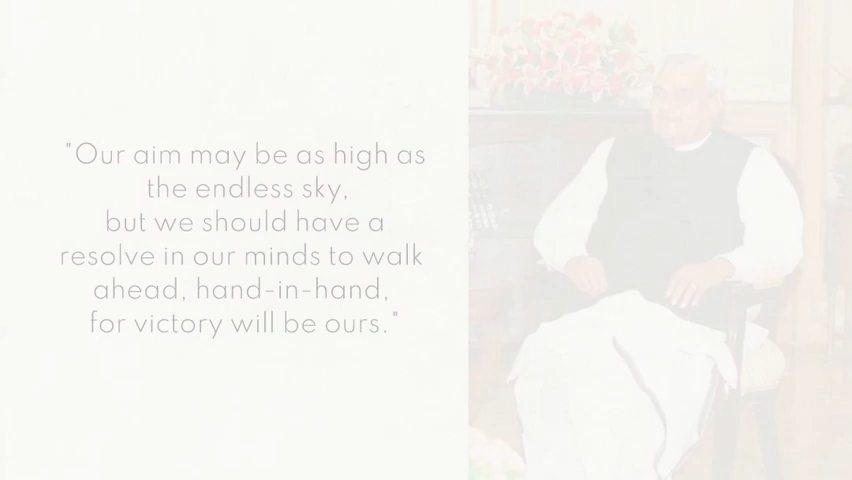 "Our aim may be as high as
the endless sky,
but we should have a
resolve in our minds to walk
ahead, hand-in-hand,
for victory will be ours."